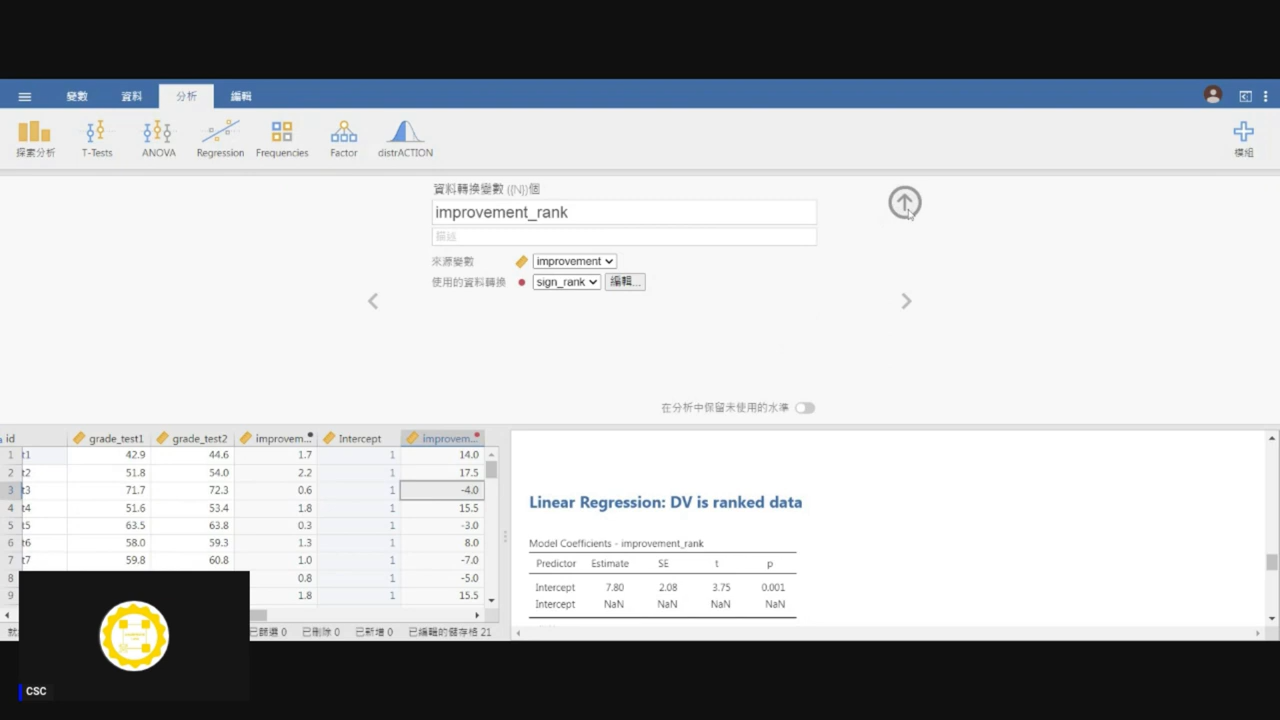 變數 資料 分析 編輯
探索分析 T-Tests ANOVA Regression Frequencies Factor distrACTION 模組
資料轉換變數 ({N})個
improvement_rank
描述
來源變數 improvement
使用的資料轉換 sign_rank 編輯...
在分析中保留未使用的水準
id grade_test1 grade_test2 improvem... Intercept improvem...
1 t1 42.9 44.6 1.7 1 14.0
2 t2 51.8 54.0 2.2 1 17.5
3 t3 71.7 72.3 0.6 1 -4.0
4 t4 51.6 53.4 1.8 1 15.5
5 t5 63.5 63.8 0.3 1 -3.0
6 t6 58.0 59.3 1.3 1 8.0
7 t7 59.8 60.8 1.0 1 -7.0
8 0.8 1 -5.0
9 1.8 1 15.5
已篩選 0 已刪除 0 已新增 0 已編輯的儲存格 21
Linear Regression: DV is ranked data
Model Coefficients - improvement_rank
Predictor Estimate SE t p
Intercept 7.80 2.08 3.75 0.001
Intercept NaN NaN NaN NaN
CSC